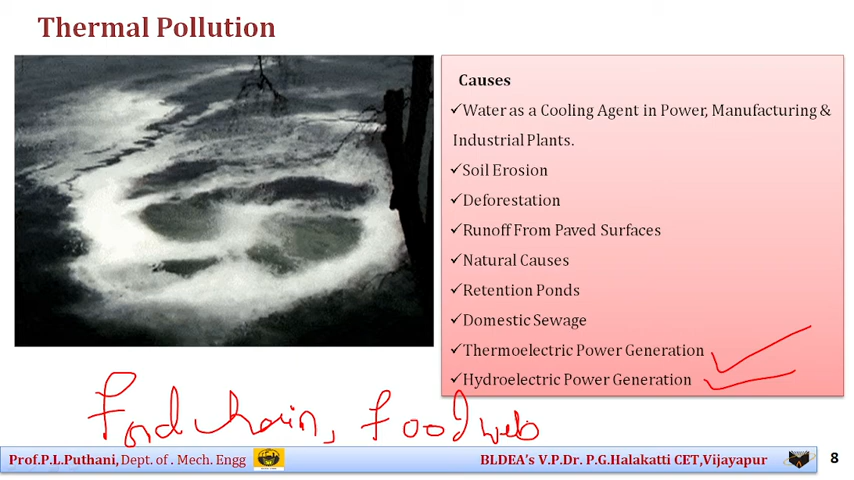 Thermal Pollution
Causes
✓Water as a Cooling Agent in Power, Manufacturing &
Industrial Plants.
✓Soil Erosion
✓Deforestation
✓Runoff From Paved Surfaces
✓Natural Causes
✓Retention Ponds
✓Domestic Sewage
✓Thermoelectric Power Generation
✓Hydroelectric Power Generation
Food chain, food web
Prof.P.L.Puthani, Dept. of . Mech. Engg
BLDEA's V.P.Dr. P.G.Halakatti CET,Vijayapur
8